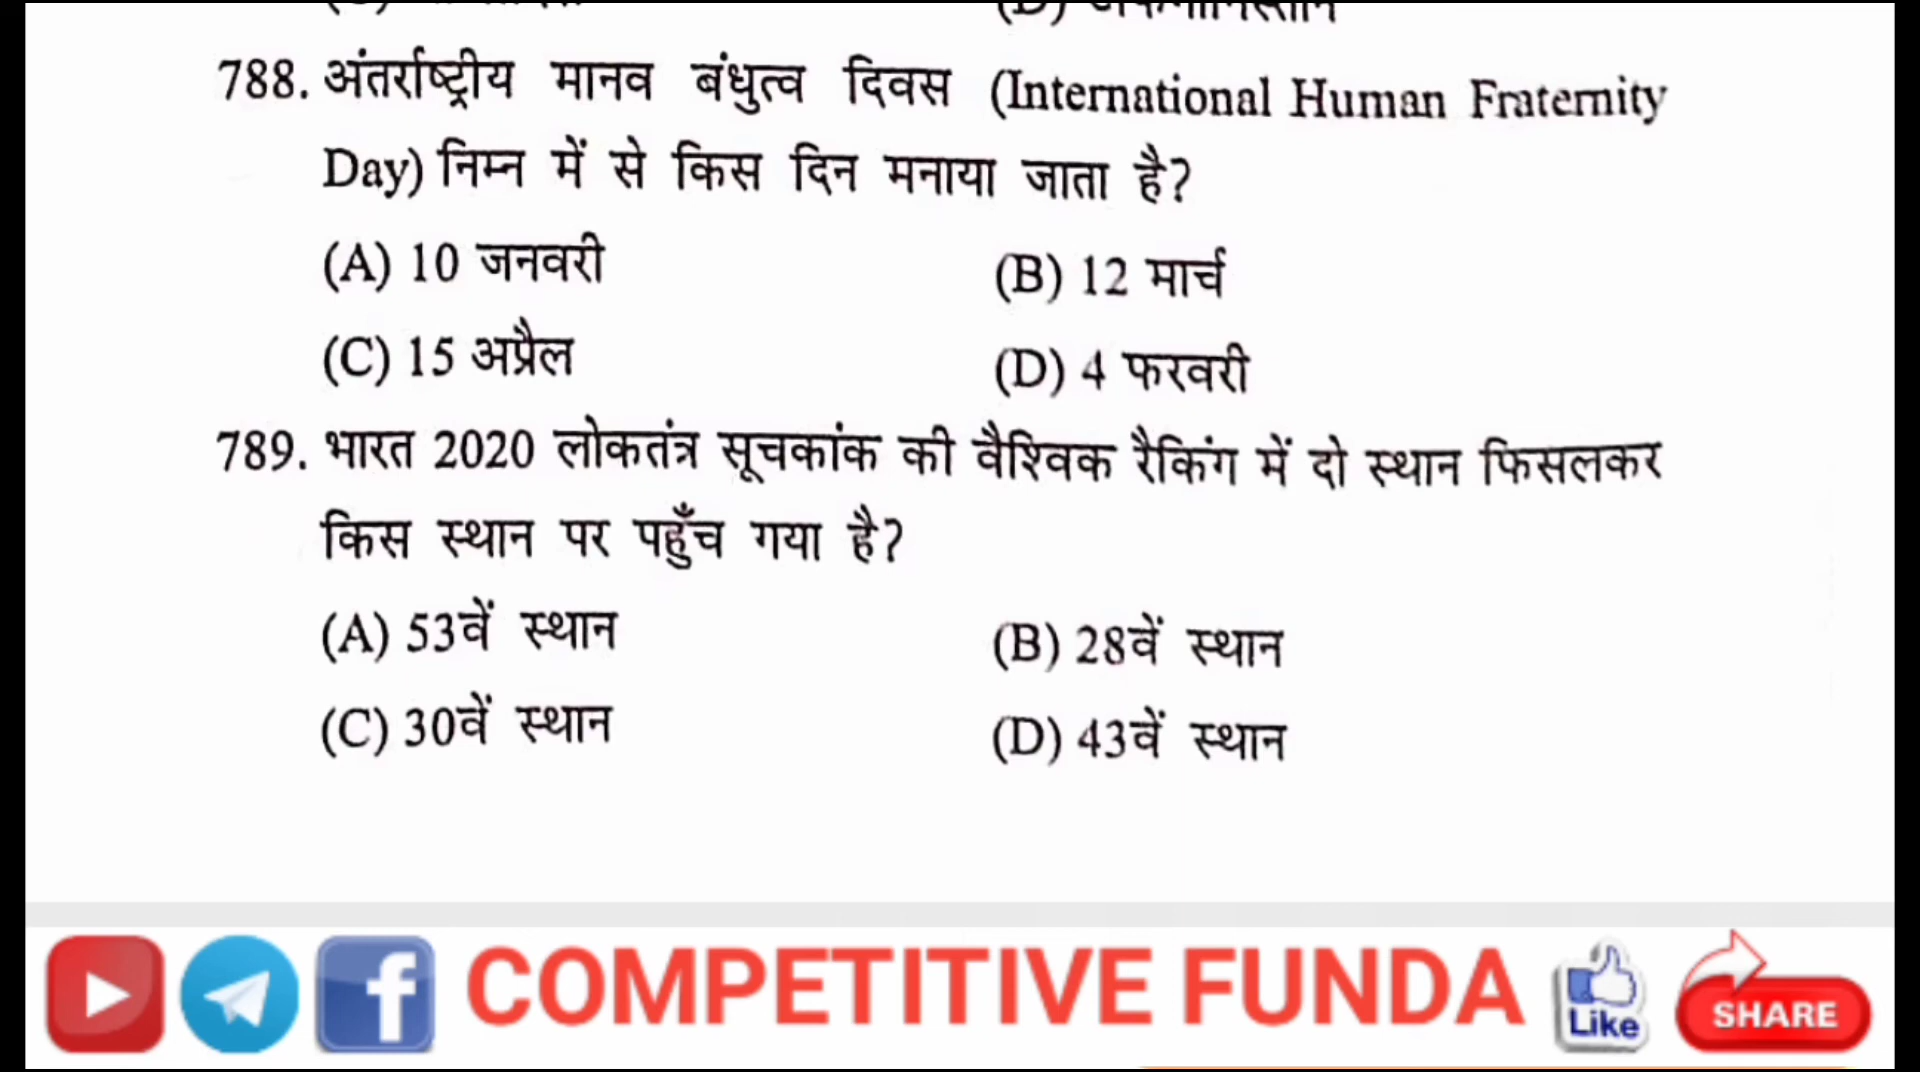 788. अंतर्राष्ट्रीय मानव बंधुत्व दिवस (International Human Fraternity
Day) निम्न में से किस दिन मनाया जाता है?
(A) 10 जनवरी (B) 12 मार्च
(C) 15 अप्रैल (D) 4 फरवरी
789. भारत 2020 लोकतंत्र सूचकांक की वैश्विक रैकिंग में दो स्थान फिसलकर
किस स्थान पर पहुँच गया है?
(A) 53वें स्थान (B) 28वें स्थान
(C) 30वें स्थान (D) 43वें स्थान
COMPETITIVE FUNDA Like SHARE